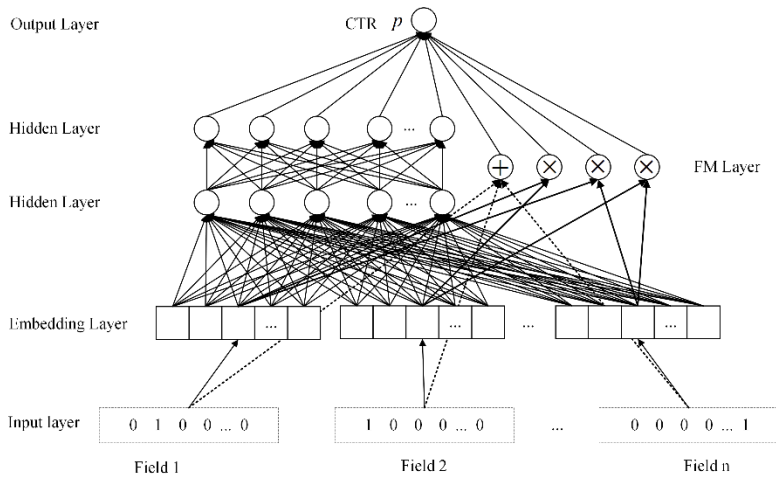 Output Layer CTR p
Hidden Layer
...
+ × × × FM Layer
Hidden Layer
...
Embedding Layer ... ... ... ...
Input layer 0 1 0 0 ... 0 1 0 0 0 ... 0 ... 0 0 0 0 ... 1
Field 1 Field 2 Field n